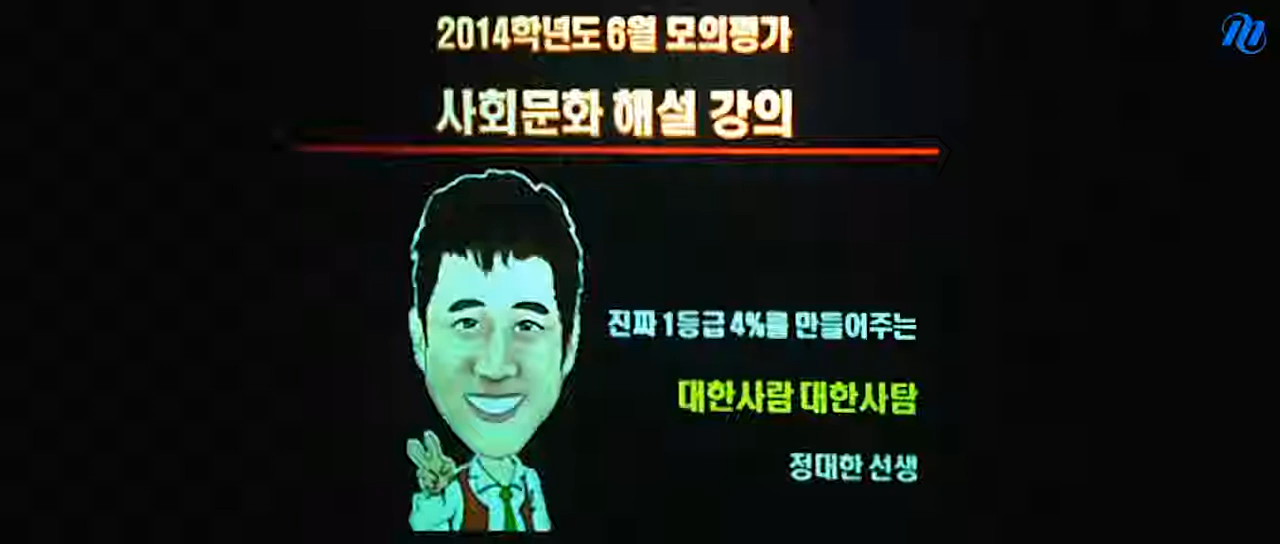 2014학년도 6월 모의평가
사회문화 해설 강의
진짜 1등급 4%를 만들어주는
대한사람 대한사탐
정대한 선생